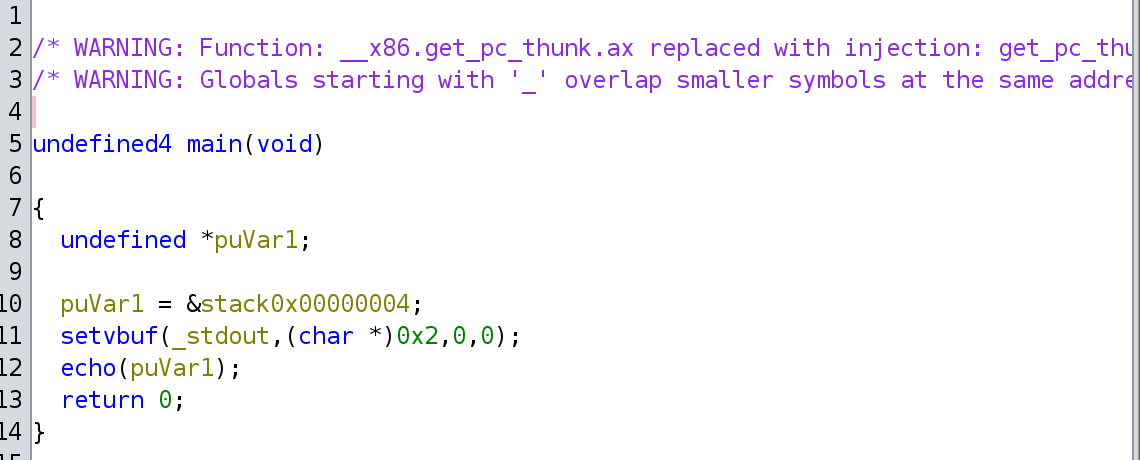 1
2 /* WARNING: Function: __x86.get_pc_thunk.ax replaced with injection: get_pc_thu
3 /* WARNING: Globals starting with '_' overlap smaller symbols at the same addre
4
5 undefined4 main(void)
6
7 {
8   undefined *puVar1;
9
10   puVar1 = &stack0x00000004;
11   setvbuf(_stdout,(char *)0x2,0,0);
12   echo(puVar1);
13   return 0;
14 }
15